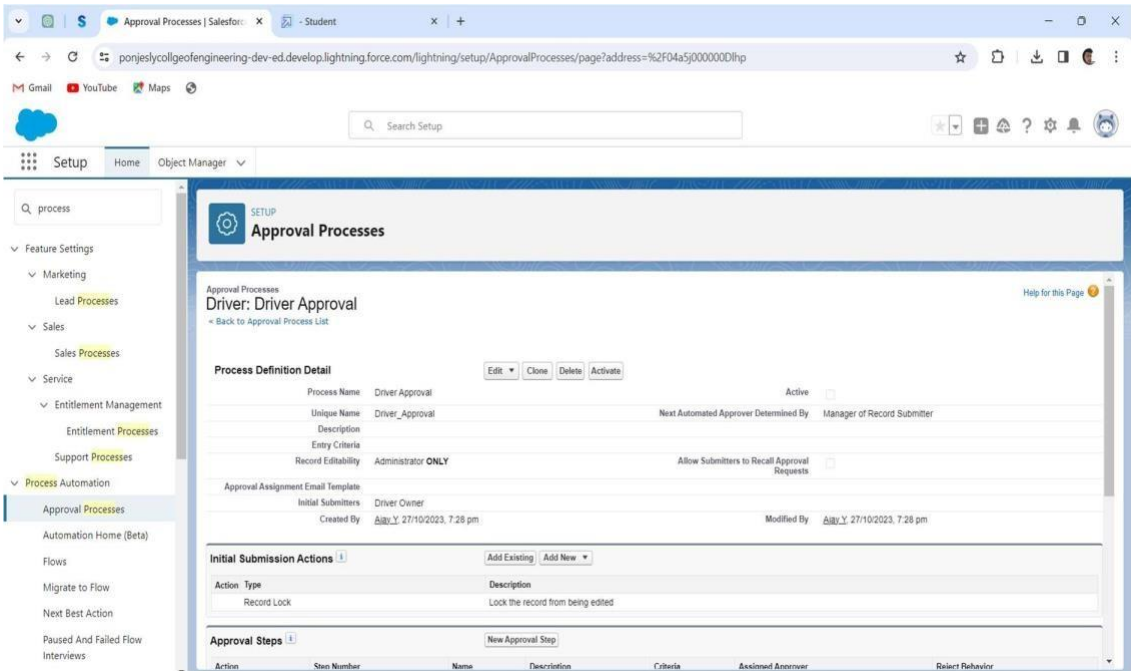 S Approval Processes | Salesforc X - Student X +
ponjeslycollgeofengineering-dev-ed.develop.lightning.force.com/lightning/setup/ApprovalProcesses/page?address=%2F04a5j000000Dlhp
Gmail YouTube Maps
Search Setup
Setup Home Object Manager
process
Feature Settings
Marketing
Lead Processes
Sales
Sales Processes
Service
Entitlement Management
Entitlement Processes
Support Processes
Process Automation
Approval Processes
Automation Home (Beta)
Flows
Migrate to Flow
Next Best Action
Paused And Failed Flow
Interviews
SETUP
Approval Processes
Approval Processes
Driver: Driver Approval
« Back to Approval Process List
Help for this Page
Process Definition Detail Edit Clone Delete Activate
Process Name Driver Approval Active
Unique Name Driver_Approval Next Automated Approver Determined By Manager of Record Submitter
Description
Entry Criteria
Record Editability Administrator ONLY Allow Submitters to Recall Approval
Requests
Approval Assignment Email Template
Initial Submitters Driver Owner
Created By Ajay Y, 27/10/2023, 7:28 pm Modified By Ajay Y, 27/10/2023, 7:28 pm
Initial Submission Actions Add Existing Add New
Action Type Description
Record Lock Lock the record from being edited
Approval Steps New Approval Step
Action Step Number Name Description Criteria Assigned Approver Reject Behavior